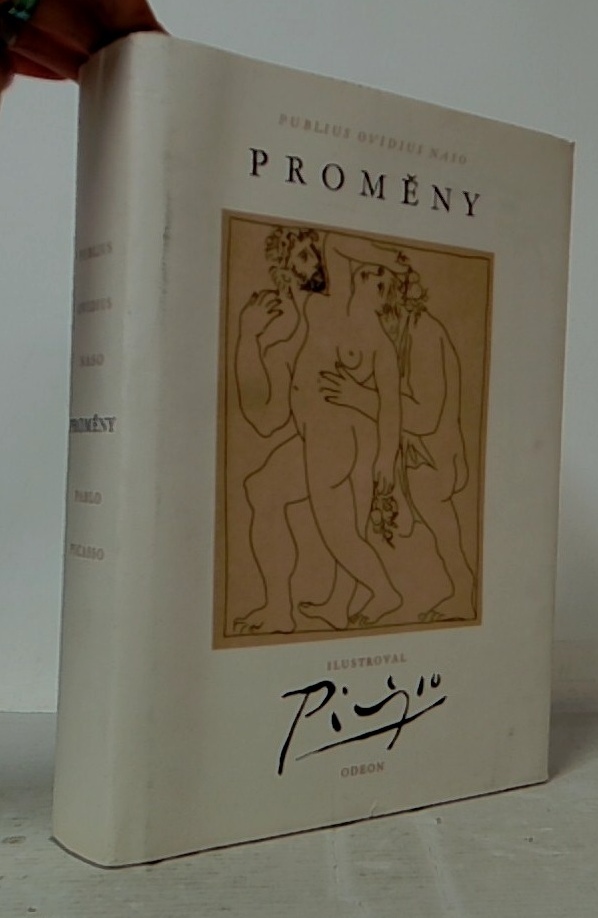 PUBLIUS
OVIDIUS
NASO
PROMĚNY
PABLO
PICASSO
PUBLIUS OVIDIUS NASO
PROMĚNY
ILUSTROVAL
Picasso
ODEON